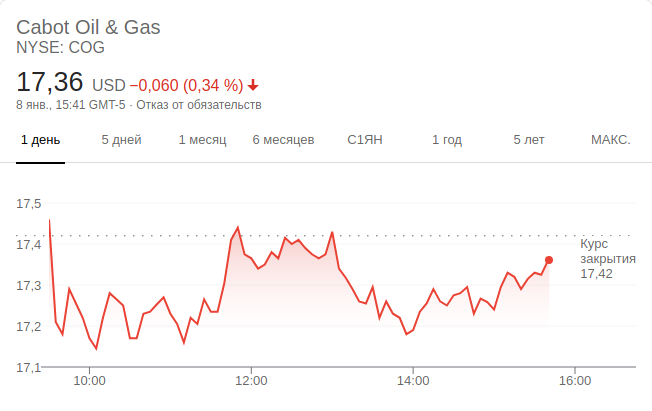 Cabot Oil & Gas
NYSE: COG
17,36 USD −0,060 (0,34 %)
8 янв., 15:41 GMT-5 · Отказ от обязательств
1 день 5 дней 1 месяц 6 месяцев С1ЯН 1 год 5 лет МАКС.
17,5
17,4
Курс
закрытия
17,42
17,3
17,2
17,1
10:00 12:00 14:00 16:00